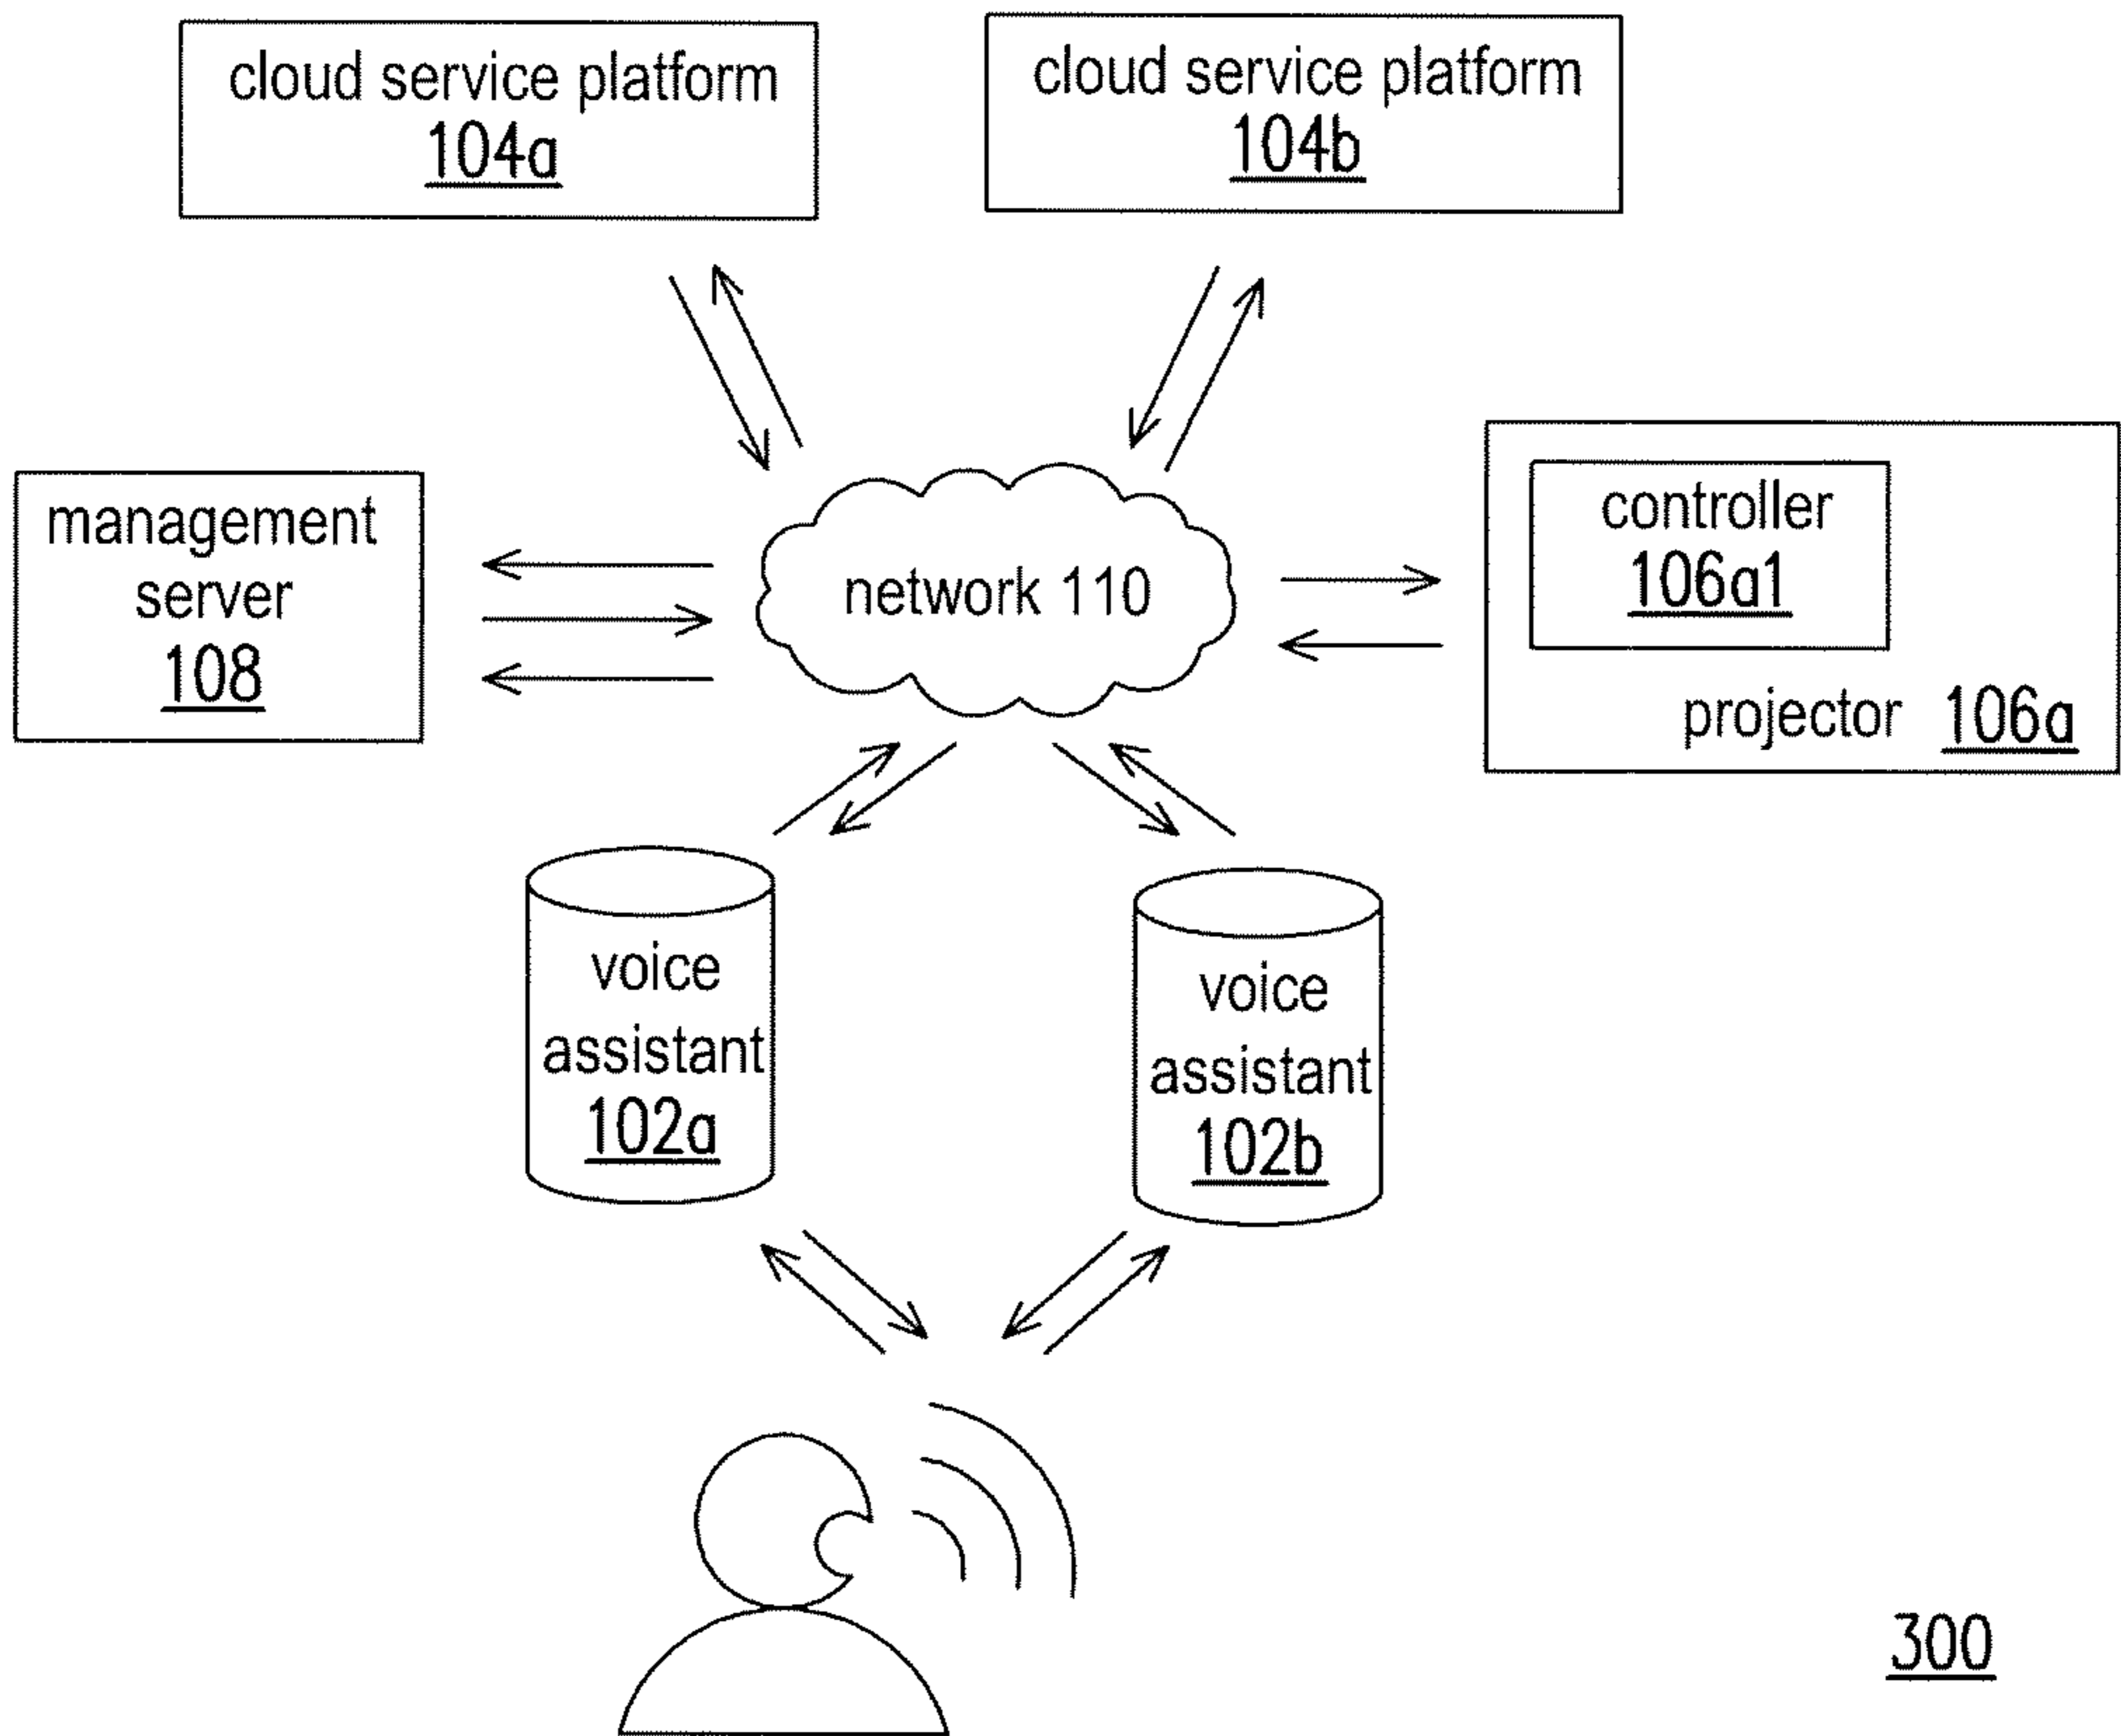 cloud service platform
104a
cloud service platform
104b
management
server
108
network 110
controller
106a1
projector 106a
voice
assistant
102a
voice
assistant
102b
300